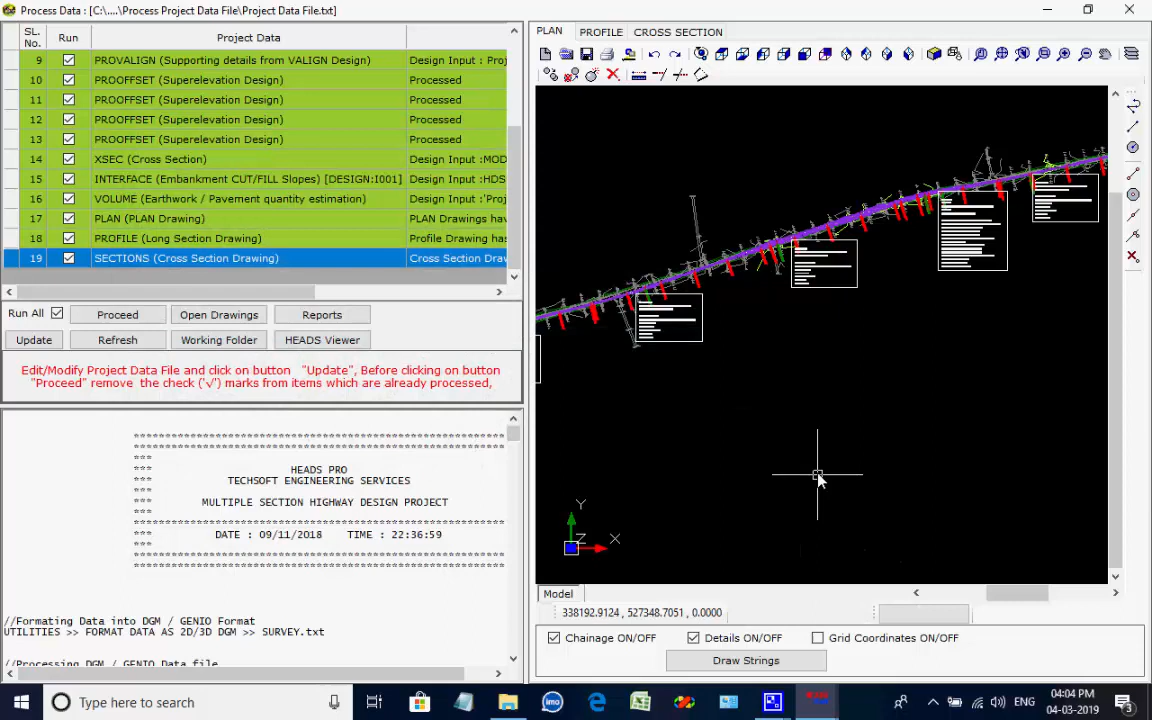 Process Data : [C:\....\Process Project Data File\Project Data File.txt]
SL. No. Run Project Data
9 PROVALIGN (Supporting details from VALIGN Design) Design Input : Proj
10 PROOFFSET (Superelevation Design) Processed
11 PROOFFSET (Superelevation Design) Processed
12 PROOFFSET (Superelevation Design) Processed
13 PROOFFSET (Superelevation Design) Processed
14 XSEC (Cross Section) Design Input :MOD
15 INTERFACE (Embankment CUT/FILL Slopes) [DESIGN:I001] Design Input :HDS
16 VOLUME (Earthwork / Pavement quantity estimation) Design Input :'Proj
17 PLAN (PLAN Drawing) PLAN Drawings hav
18 PROFILE (Long Section Drawing) Profile Drawing has
19 SECTIONS (Cross Section Drawing) Cross Section Draw
Run All Proceed Open Drawings Reports
Update Refresh Working Folder HEADS Viewer
Edit/Modify Project Data File and click on button "Update", Before clicking on button
"Proceed" remove the check ('√') marks from items which are already processed,
***********************************************
***********************************************
***
*** HEADS PRO
*** TECHSOFT ENGINEERING SERVICES
***
*** MULTIPLE SECTION HIGHWAY DESIGN PROJECT
***
***********************************************
*** DATE : 09/11/2018 TIME : 22:36:59
***
***********************************************
//Formating Data into DGM / GENIO Format
UTILITIES >> FORMAT DATA AS 2D/3D DGM >> SURVEY.txt
//Processing DGM / GENIO Data file
PLAN PROFILE CROSS SECTION
Y
Z X
Model
338192.9124 , 527348.7051 , 0.0000
Chainage ON/OFF Details ON/OFF Grid Coordinates ON/OFF
Draw Strings
Type here to search
imo
ENG
04:04 PM
04-03-2019
3